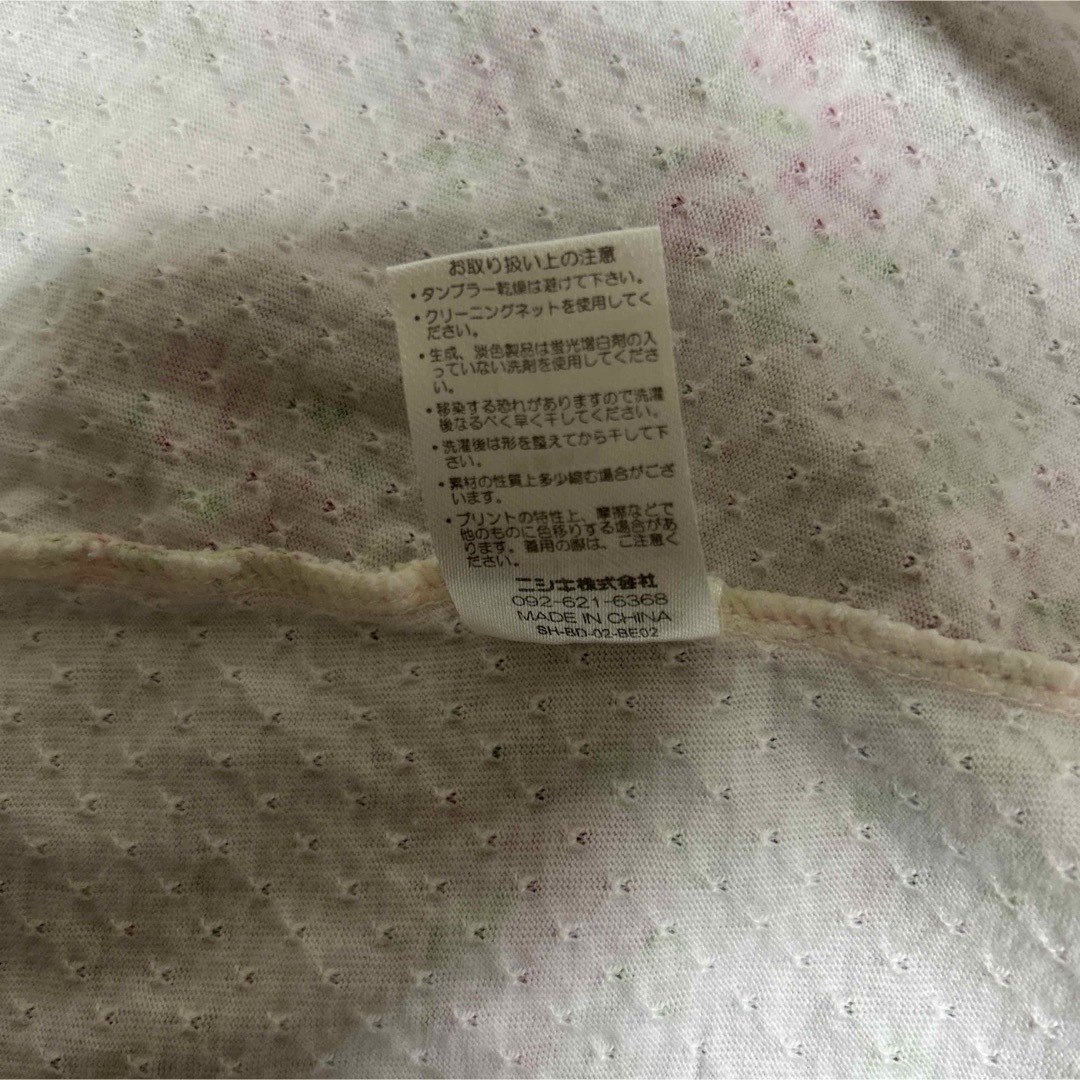 お取り扱い上の注意
・タンブラー乾燥は避けて下さい。
・クリーニングネットを使用してく
ださい。
・生成、淡色製品は蛍光増白剤の入
っていない洗剤を使用してくださ
い。
・移染する恐れがありますので洗濯
後なるべく早く干してください。
・洗濯後は形を整えてから干して下
さい。
・素材の性質上多少縮む場合がござ
います。
・プリントの特性上、摩擦などで
他のものに色移りする場合があ
ります。着用の際は、ご注意く
ださい。
ニシキ株式会社
092-621-6368
MADE IN CHINA
SH-BD-02-BE02